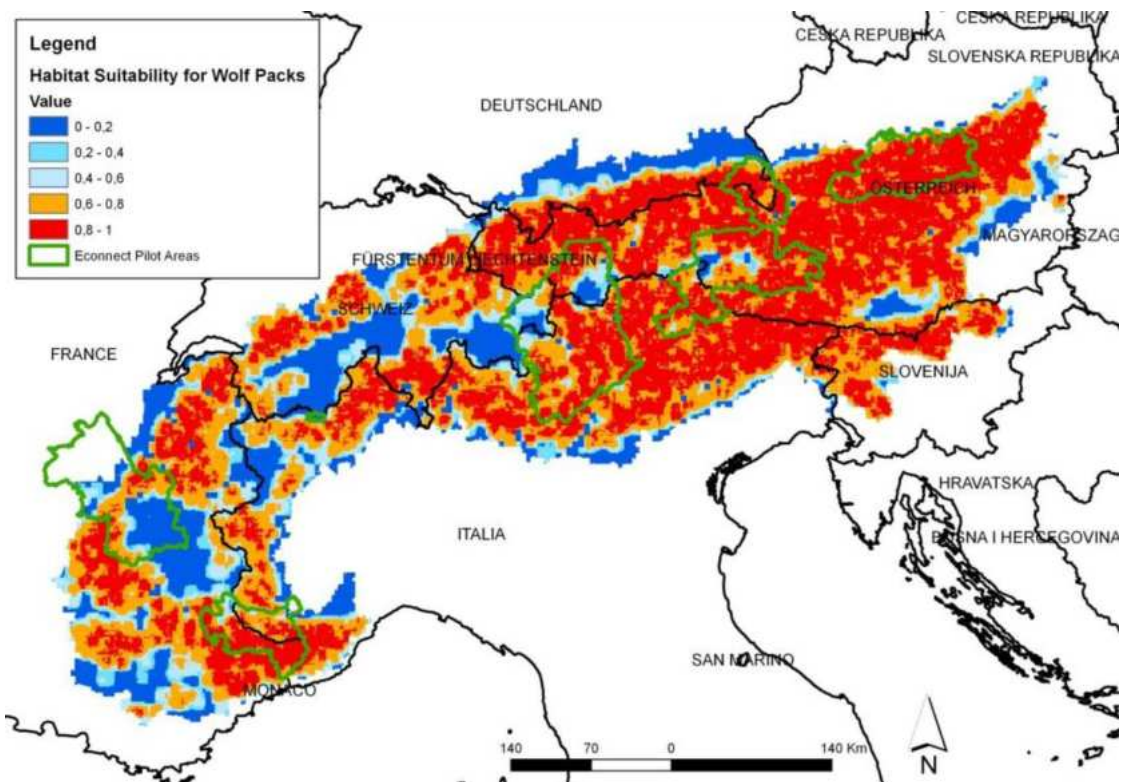 Legend
Habitat Suitability for Wolf Packs
Value
0 - 0,2
0,2 - 0,4
0,4 - 0,6
0,6 - 0,8
0,8 - 1
Econnect Pilot Areas
CESKA REPUBLIKA
CESKA REPUBLIKA
SLOVENSKA REPUBLIC
DEUTSCHLAND
ÖSTERREICH
MAGYARORSZAG
FÜRSTENTUM LIECHTENSTEIN
SCHWEIZ
FRANCE
SLOVENIJA
HRAVATSKA
ITALIA
BOSNA I HERCEGOVINA
SAN MARINO
MONACO
140 70 0 140 Km
N